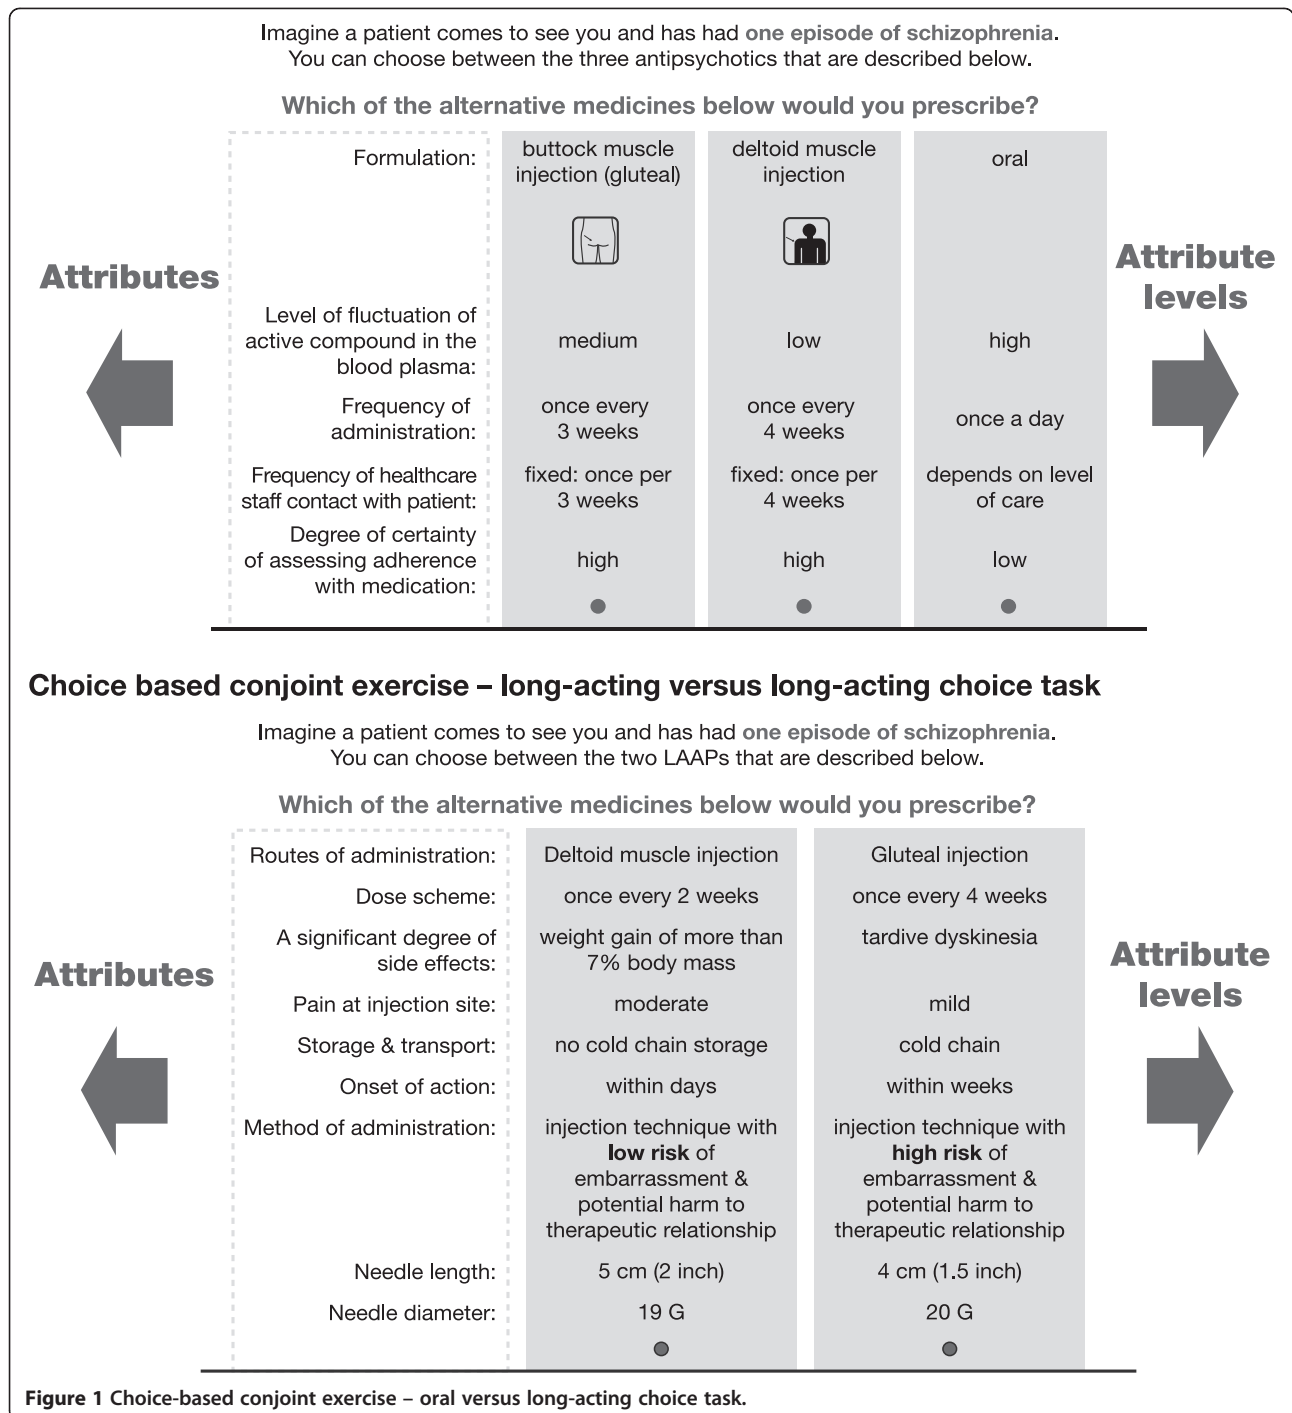 Imagine a patient comes to see you and has had one episode of schizophrenia.
You can choose between the three antipsychotics that are described below.
Which of the alternative medicines below would you prescribe?
Formulation:
buttock muscle
injection (gluteal)
deltoid muscle
injection
oral
Attributes
Attribute
levels
Level of fluctuation of
active compound in the
blood plasma:
medium
low
high
Frequency of
administration:
once every
3 weeks
once every
4 weeks
once a day
Frequency of healthcare
staff contact with patient:
fixed: once per
3 weeks
fixed: once per
4 weeks
depends on level
of care
Degree of certainty
of assessing adherence
with medication:
high
high
low
Choice based conjoint exercise – long-acting versus long-acting choice task
Imagine a patient comes to see you and has had one episode of schizophrenia.
You can choose between the two LAAPs that are described below.
Which of the alternative medicines below would you prescribe?
Routes of administration:
Deltoid muscle injection
Gluteal injection
Dose scheme:
once every 2 weeks
once every 4 weeks
A significant degree of
side effects:
weight gain of more than
7% body mass
tardive dyskinesia
Attributes
Attribute
levels
Pain at injection site:
moderate
mild
Storage & transport:
no cold chain storage
cold chain
Onset of action:
within days
within weeks
Method of administration:
injection technique with
low risk of
embarrassment &
potential harm to
therapeutic relationship
injection technique with
high risk of
embarrassment &
potential harm to
therapeutic relationship
Needle length:
5 cm (2 inch)
4 cm (1.5 inch)
Needle diameter:
19 G
20 G
Figure 1 Choice-based conjoint exercise – oral versus long-acting choice task.